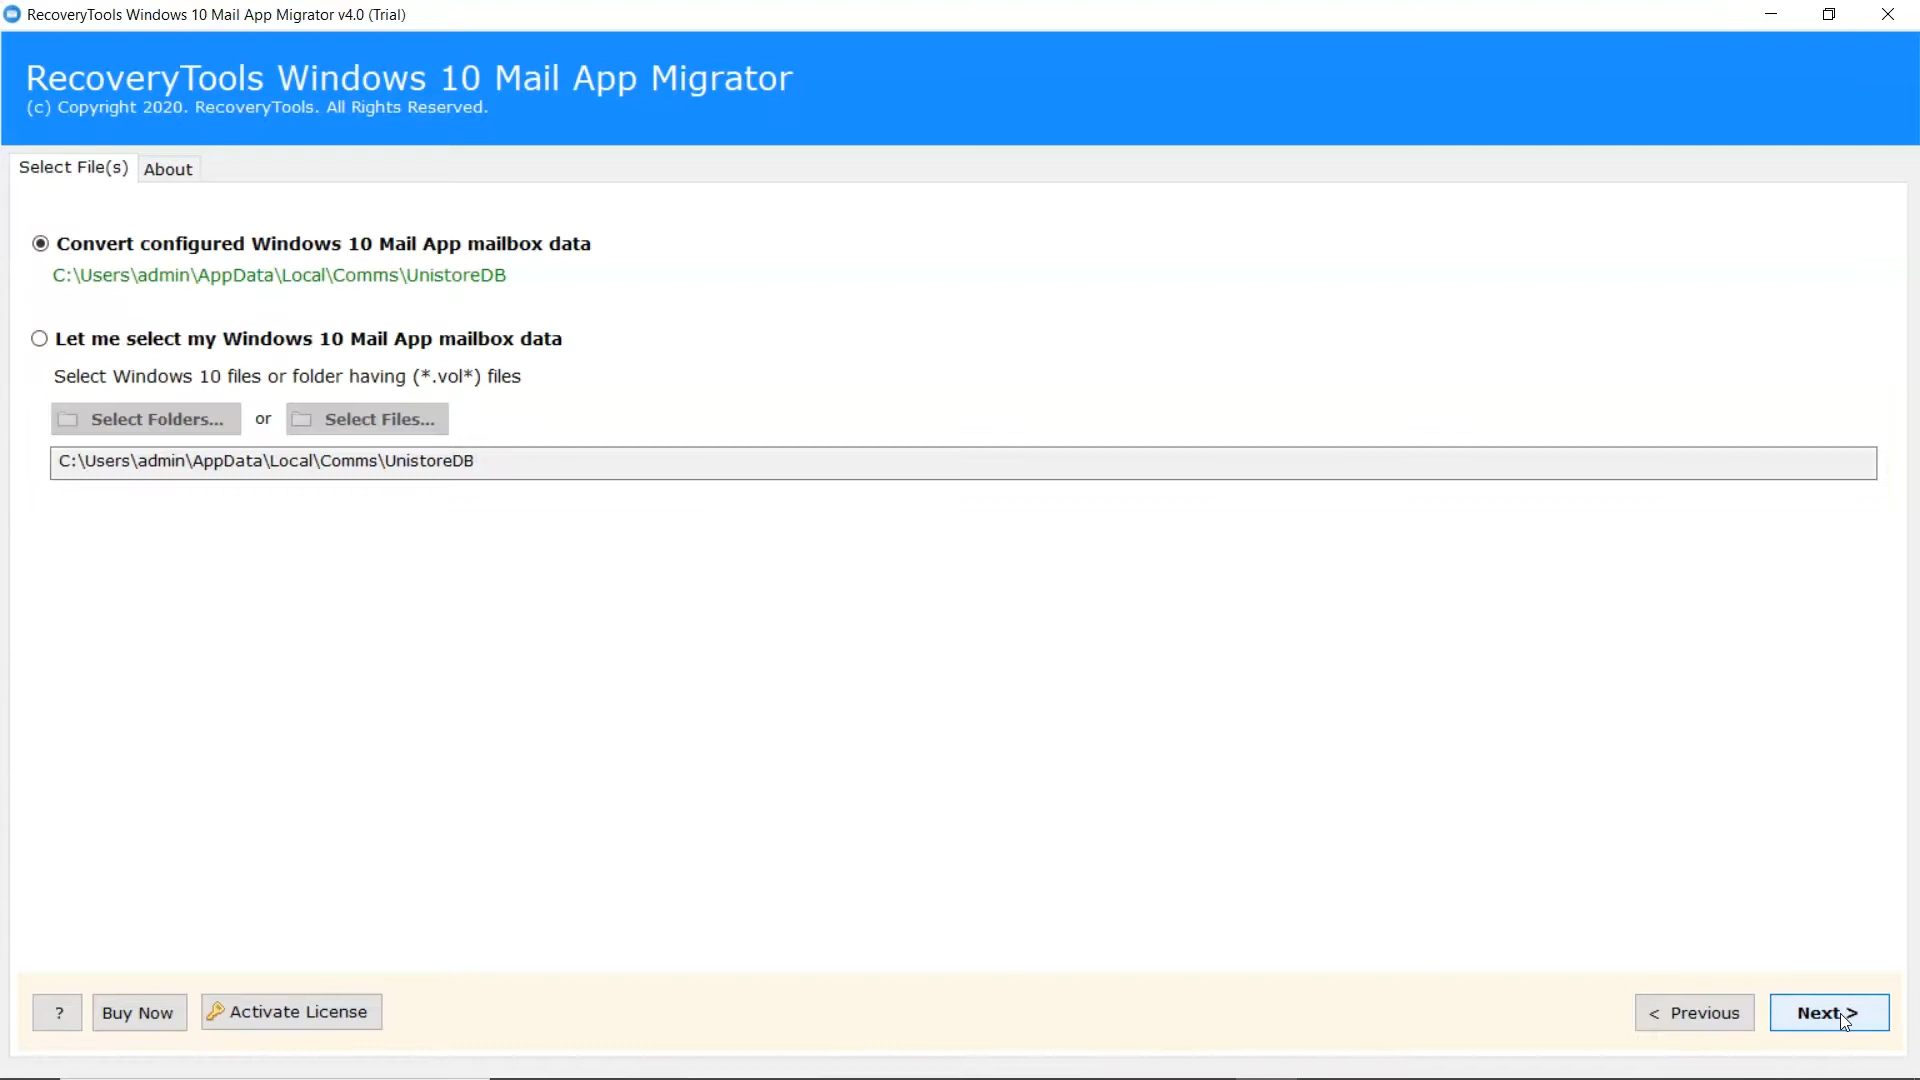 RecoveryTools Windows 10 Mail App Migrator v4.0 (Trial)
RecoveryTools Windows 10 Mail App Migrator
(c) Copyright 2020. RecoveryTools. All Rights Reserved.
Select File(s) About
Convert configured Windows 10 Mail App mailbox data
C:\Users\admin\AppData\Local\Comms\UnistoreDB
Let me select my Windows 10 Mail App mailbox data
Select Windows 10 files or folder having (*.vol*) files
Select Folders... or Select Files...
C:\Users\admin\AppData\Local\Comms\UnistoreDB
? Buy Now Activate License < Previous Next >